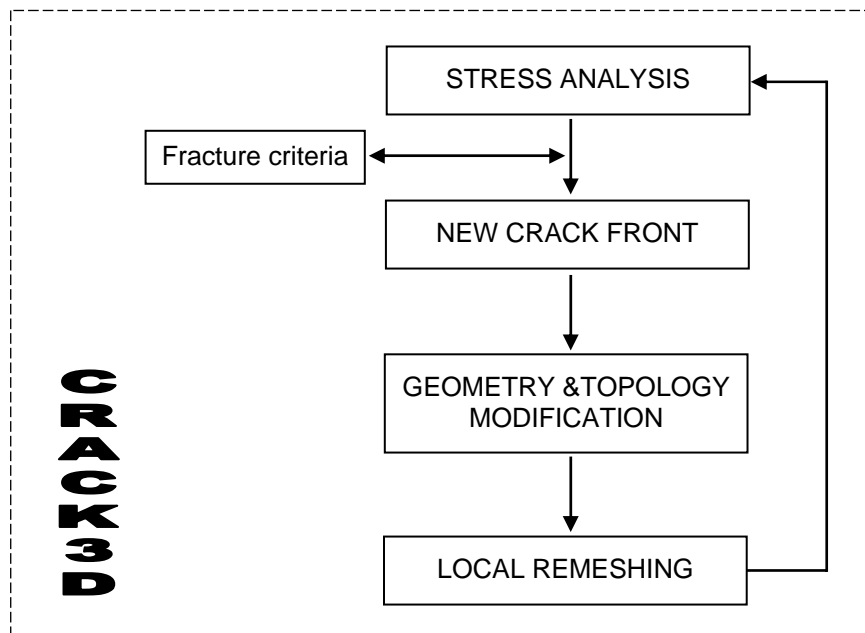 STRESS ANALYSIS
Fracture criteria
NEW CRACK FRONT
GEOMETRY &TOPOLOGY
MODIFICATION
LOCAL REMESHING
CRACK3D